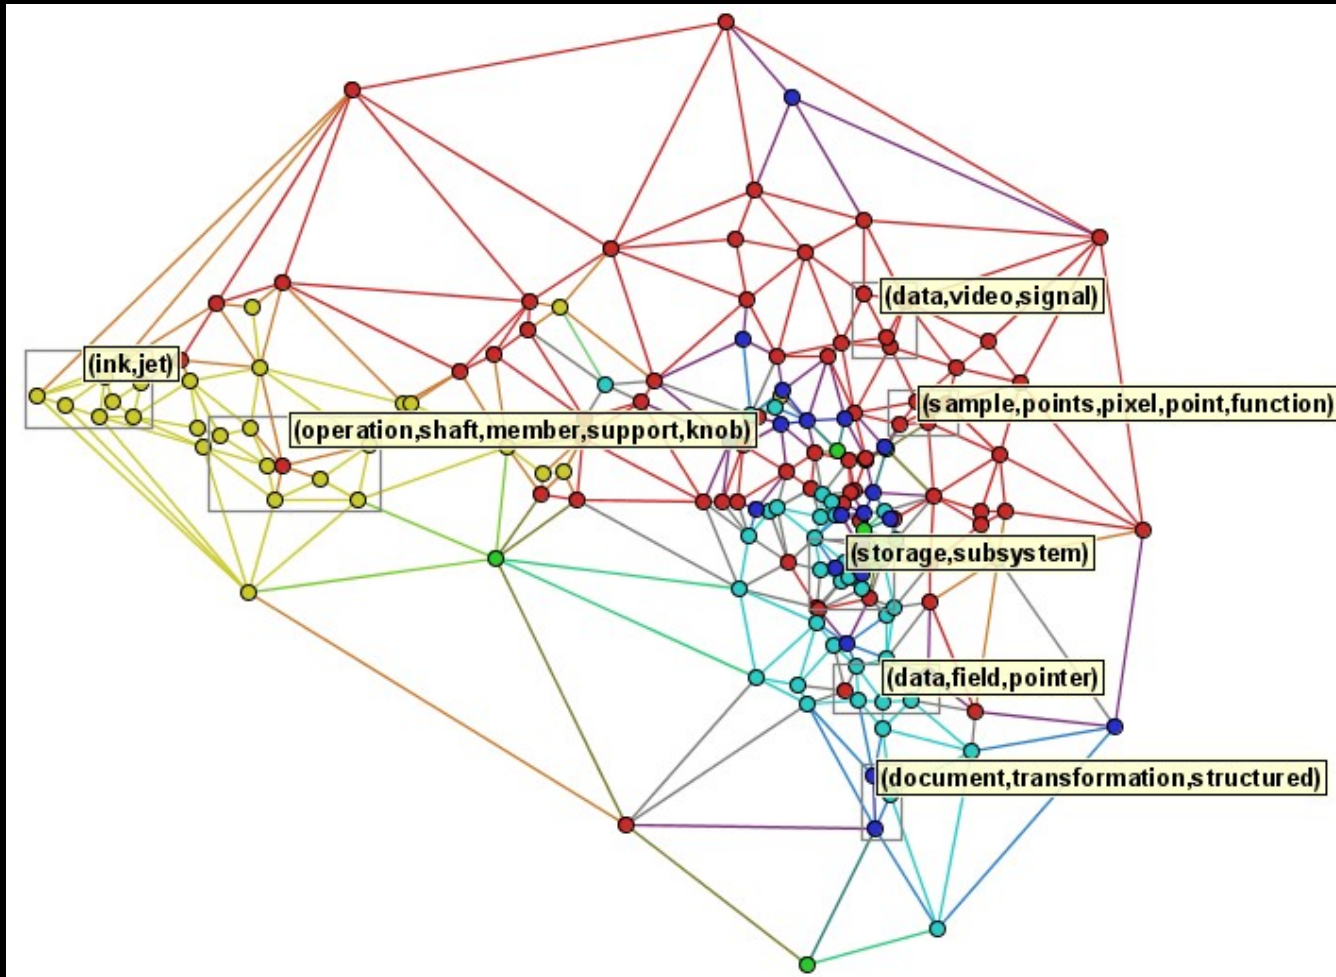 (data,video,signal)
(ink,jet)
(sample,points,pixel,point,function)
(operation,shaft,member,support,knob)
(storage,subsystem)
(data,field,pointer)
(document,transformation,structured)